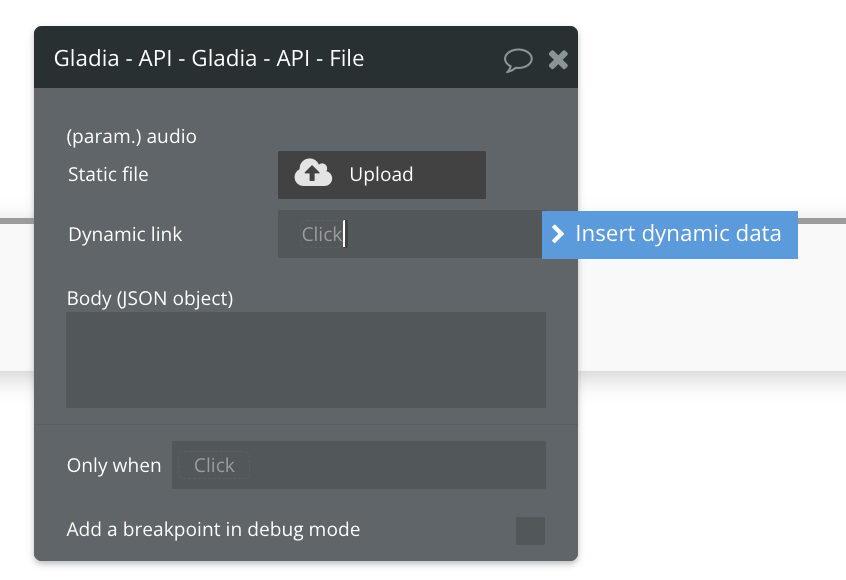 Gladia - API - Gladia - API - File
(param.) audio
Static file
Upload
Dynamic link
Click
Insert dynamic data
Body (JSON object)
Only when
Click
Add a breakpoint in debug mode